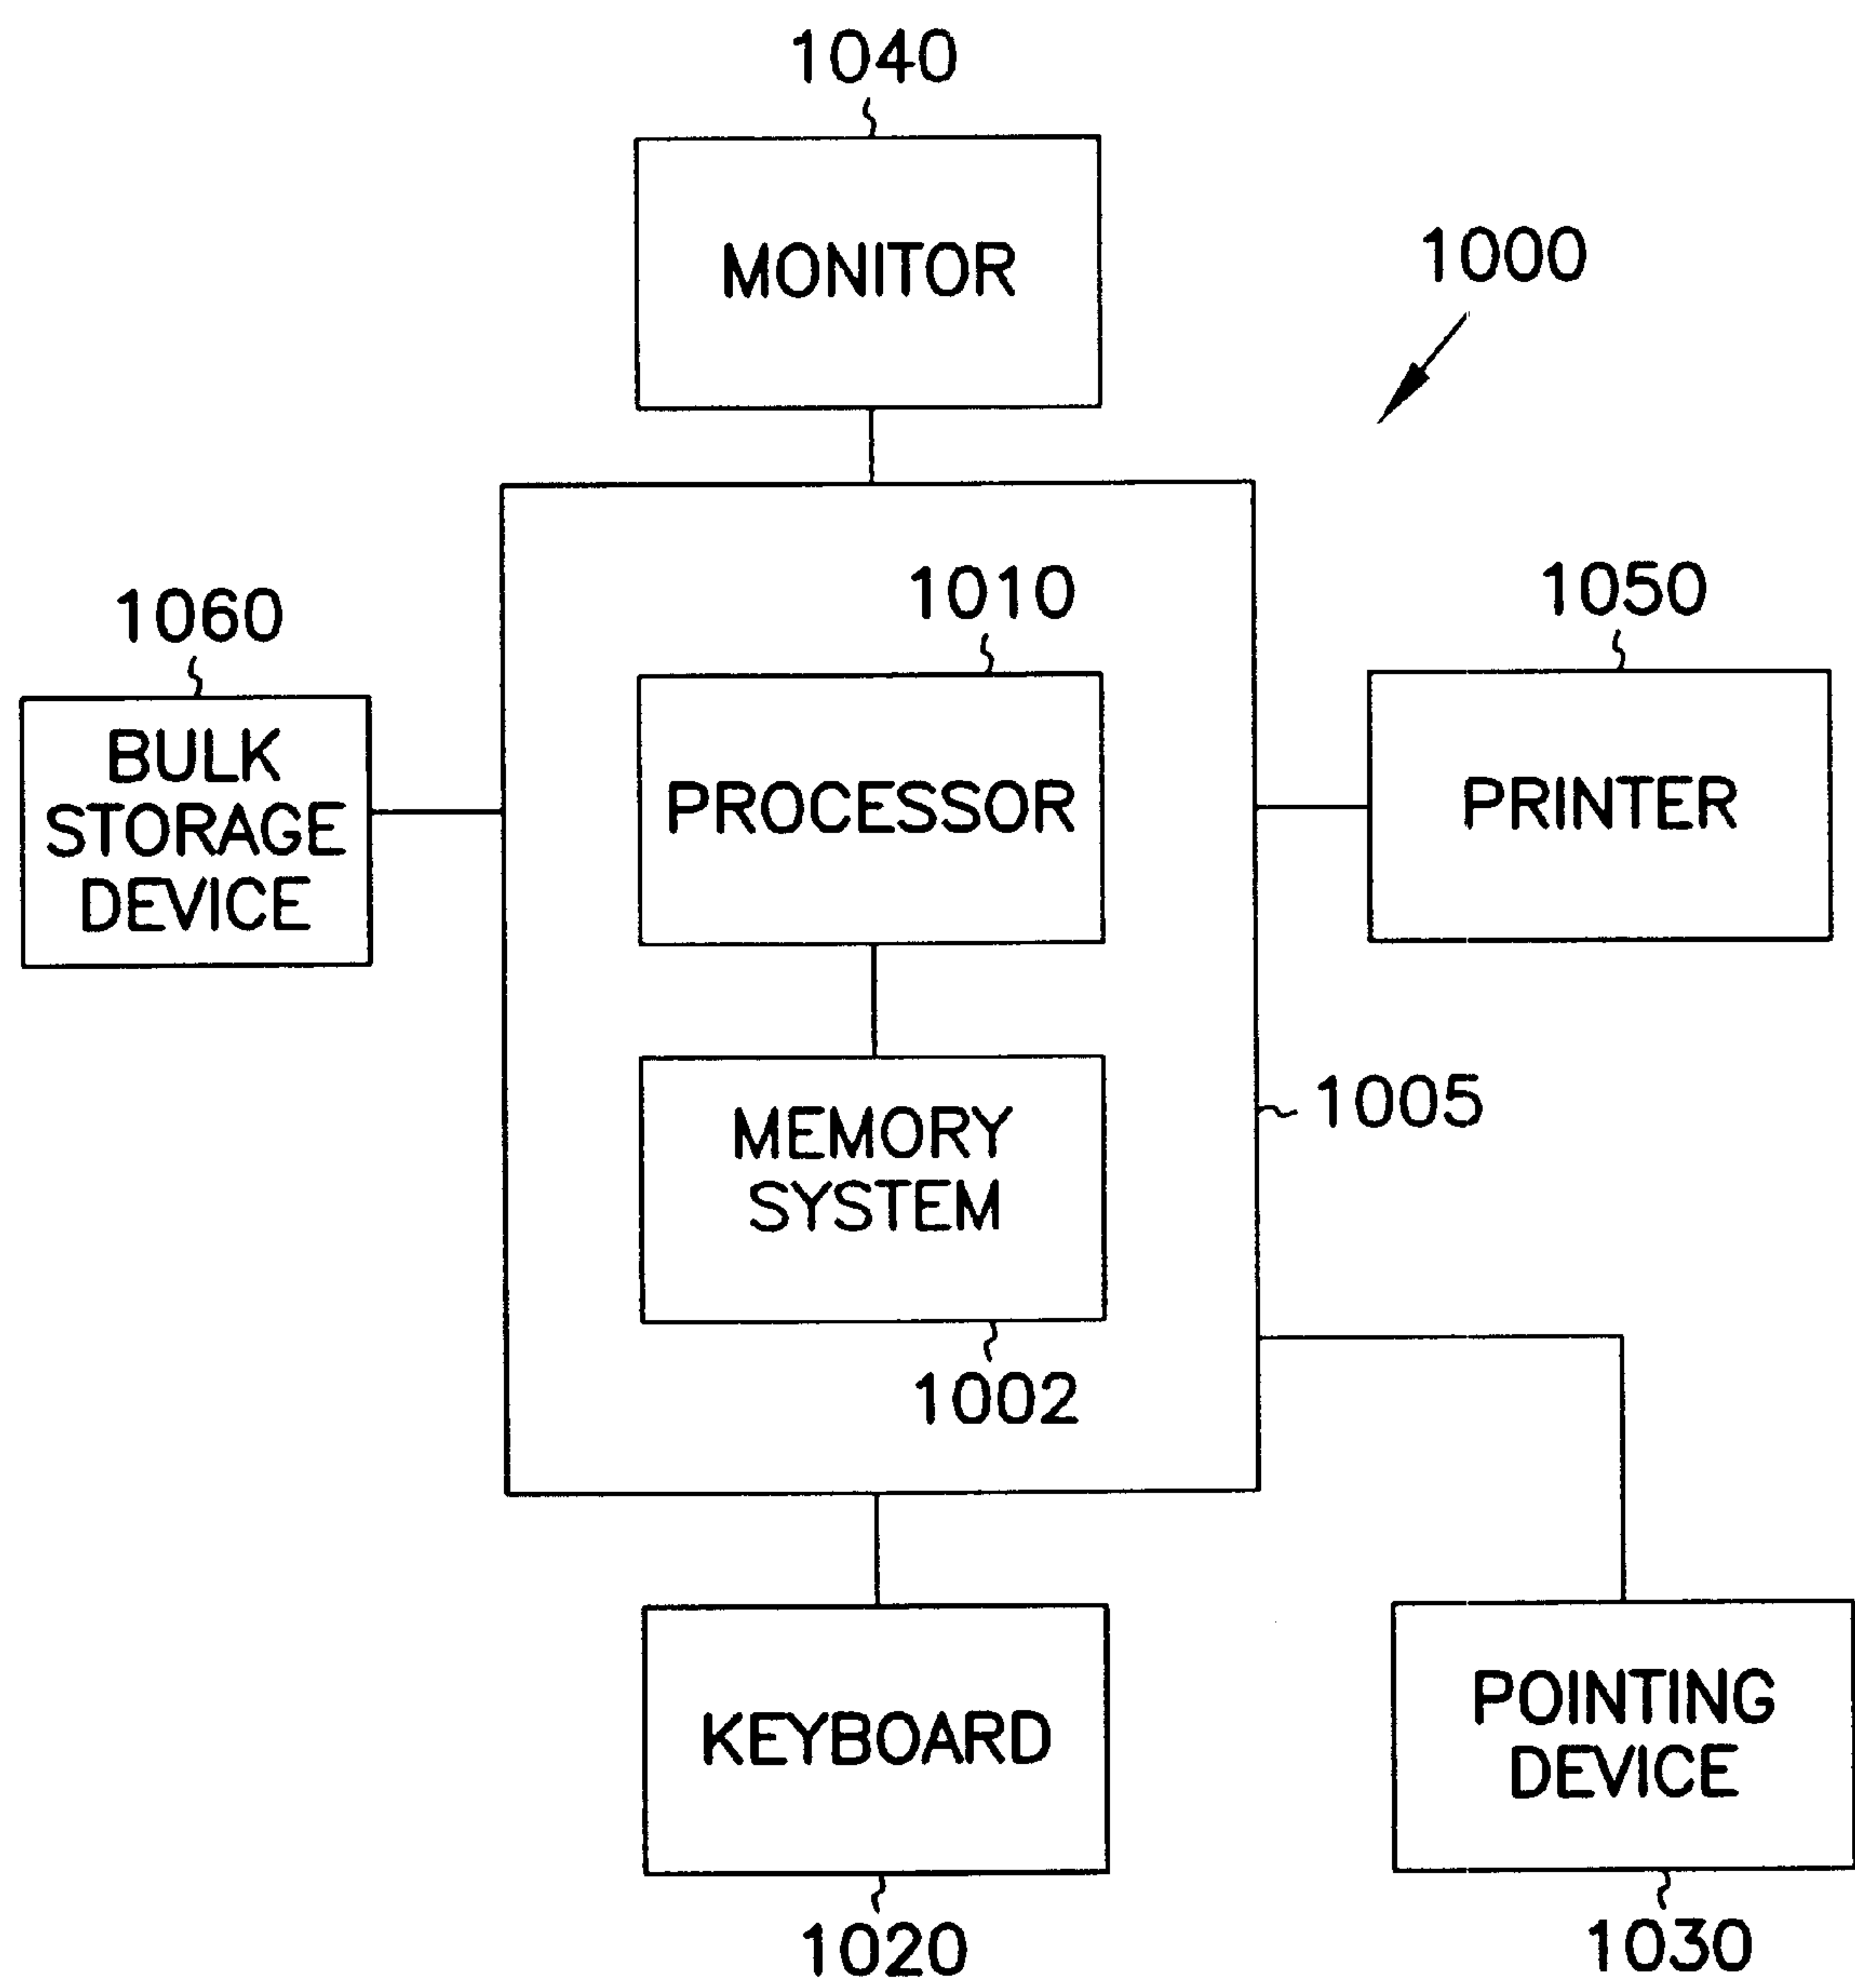 1040
MONITOR
1000
1010
1060
1050
BULK
STORAGE
DEVICE
PROCESSOR
PRINTER
MEMORY
SYSTEM
1005
1002
KEYBOARD
POINTING
DEVICE
1020
1030